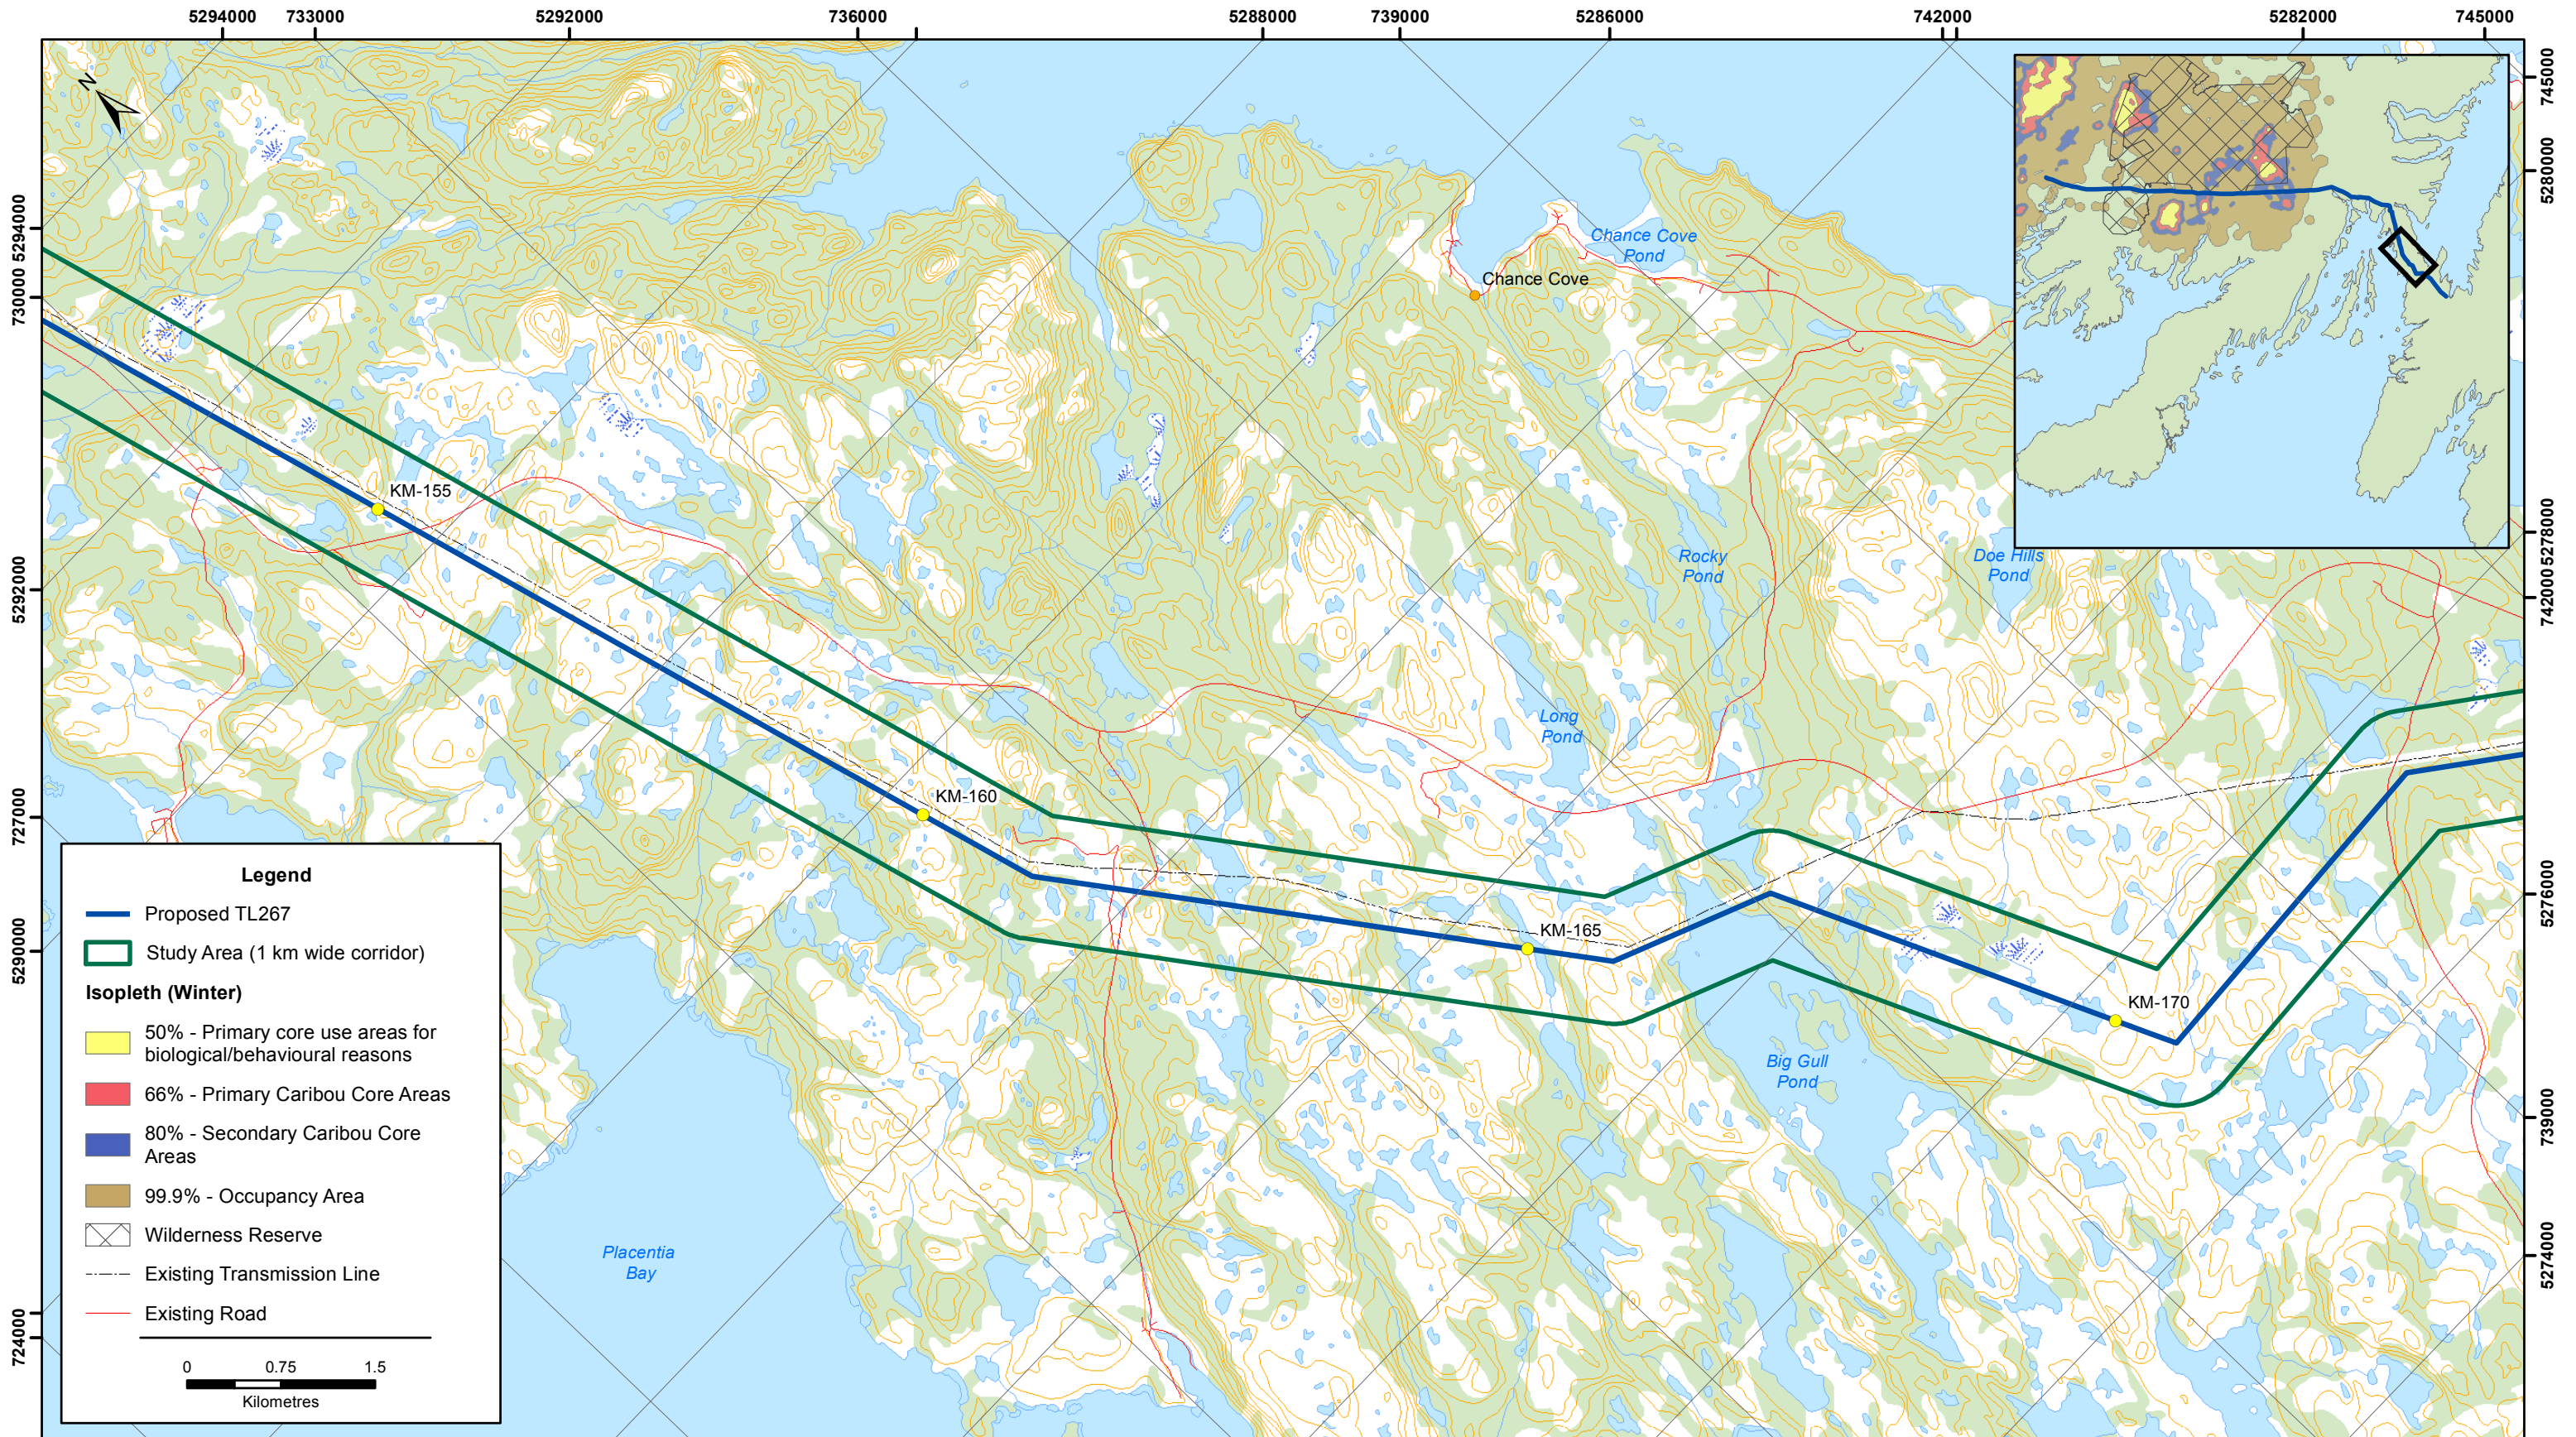 5294000
733000
5292000
736000
5288000
739000
5286000
742000
5282000
745000
N
5294000
730000
5292000
727000
5290000
724000
745000
5280000
5278000
742000
5276000
739000
5274000
Chance Cove
Pond
Chance Cove
KM-155
Rocky
Pond
Doe Hills
Pond
Long
Pond
KM-160
KM-165
KM-170
Big Gull
Pond
Placentia
Bay
Legend
Proposed TL267
Study Area (1 km wide corridor)
Isopleth (Winter)
50% - Primary core use areas for
biological/behavioural reasons
66% - Primary Caribou Core Areas
80% - Secondary Caribou Core
Areas
99.9% - Occupancy Area
Wilderness Reserve
Existing Transmission Line
Existing Road
0 0.75 1.5
Kilometres